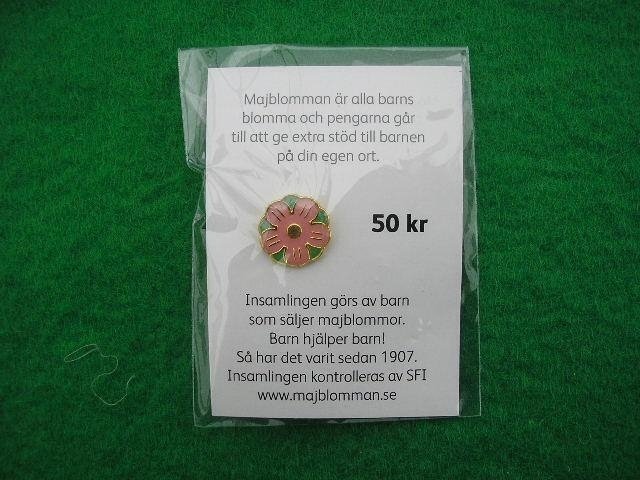 Majblomman är alla barns
blomma och pengarna går
till att ge extra stöd till barnen
på din egen ort.
50 kr
Insamlingen görs av barn
som säljer majblommor.
Barn hjälper barn!
Så har det varit sedan 1907.
Insamlingen kontrolleras av SFI
www.majblomman.se